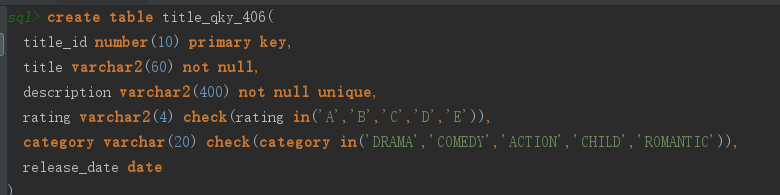 sql> create table title_qky_406(
title_id number(10) primary key,
title varchar2(60) not null,
description varchar2(400) not null unique,
rating varchar2(4) check(rating in('A','B','C','D','E')),
category varchar(20) check(category in('DRAMA','COMEDY','ACTION','CHILD','ROMANTIC')),
release_date date
)